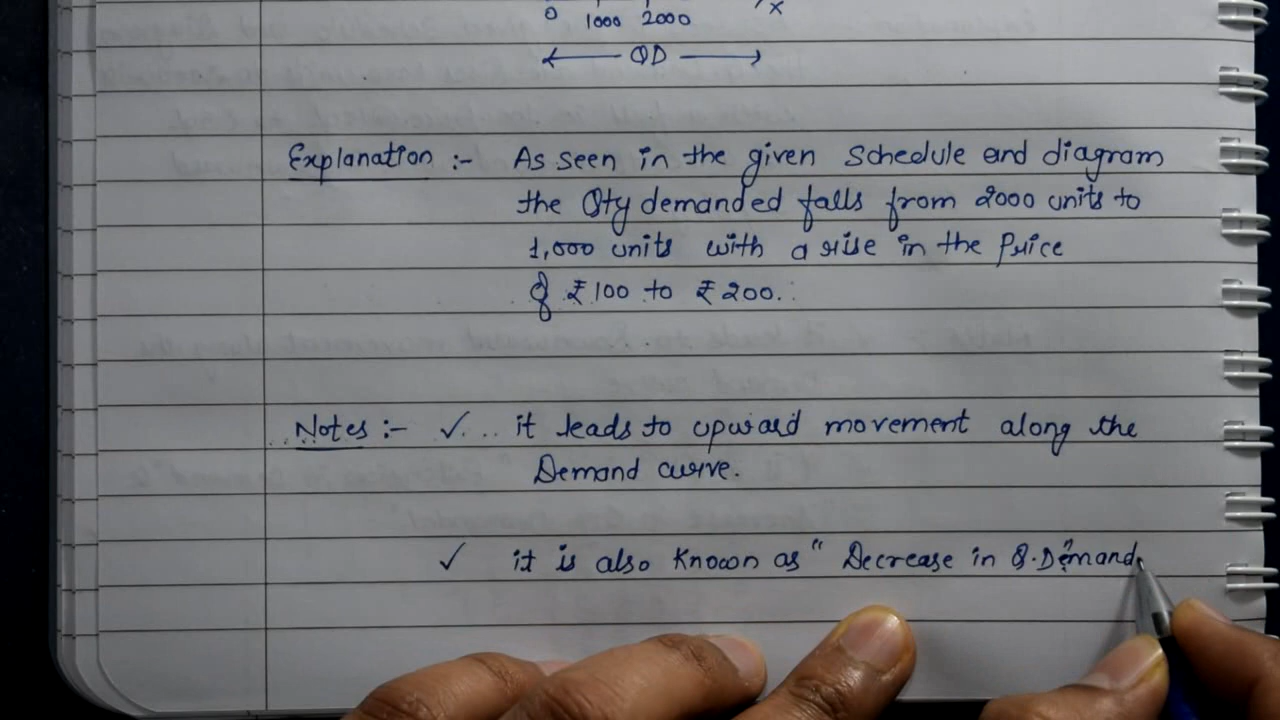 0 1000 2000 X
QD
Explanation :- As seen in the given Schedule and diagram
the Qty demanded falls from 2000 units to
1,000 units with a rise in the Price
of ₹100 to ₹200.
Notes :- ✓ it leads to upward movement along the
Demand curve.
✓ it is also Known as " Decrease in Q.Demand